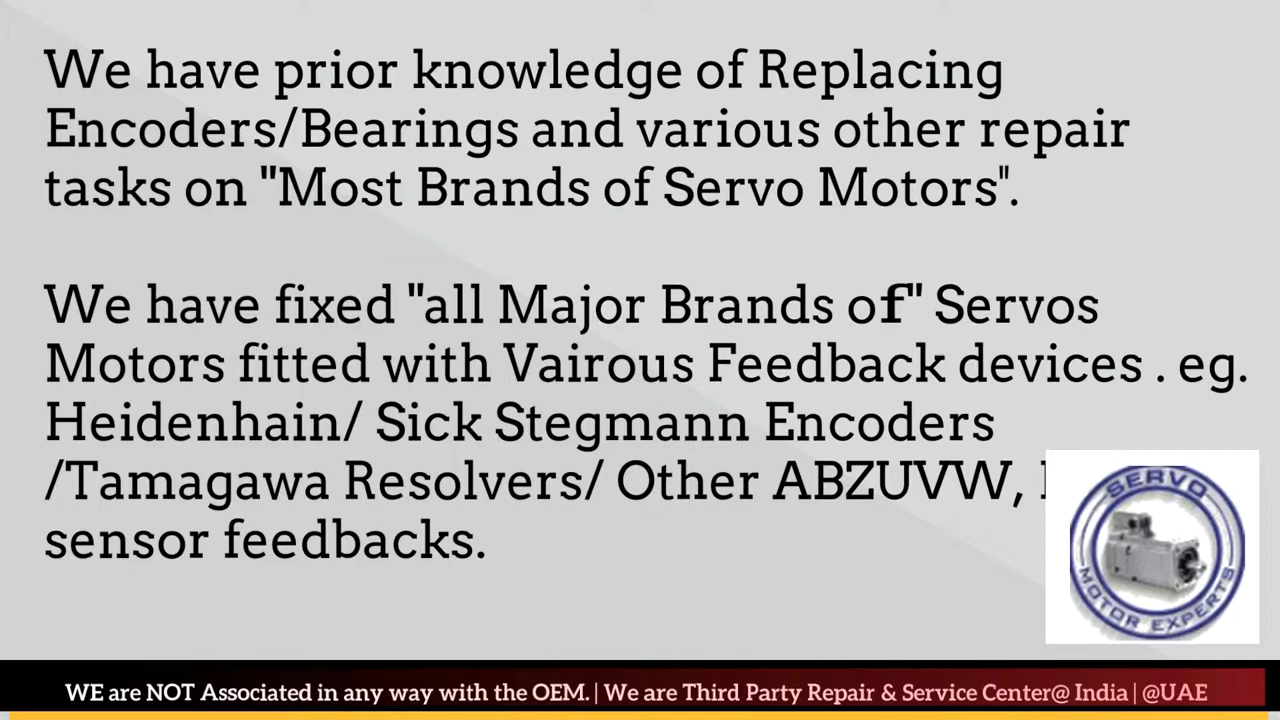 We have prior knowledge of Replacing
Encoders/Bearings and various other repair
tasks on "Most Brands of Servo Motors".
We have fixed "all Major Brands of" Servos
Motors fitted with Vairous Feedback devices . eg.
Heidenhain/ Sick Stegmann Encoders
/Tamagawa Resolvers/ Other ABZUVW,
sensor feedbacks.
SERVO
MOTOR EXPERTS
WE are NOT Associated in any way with the OEM. | We are Third Party Repair & Service Center@ India | @UAE